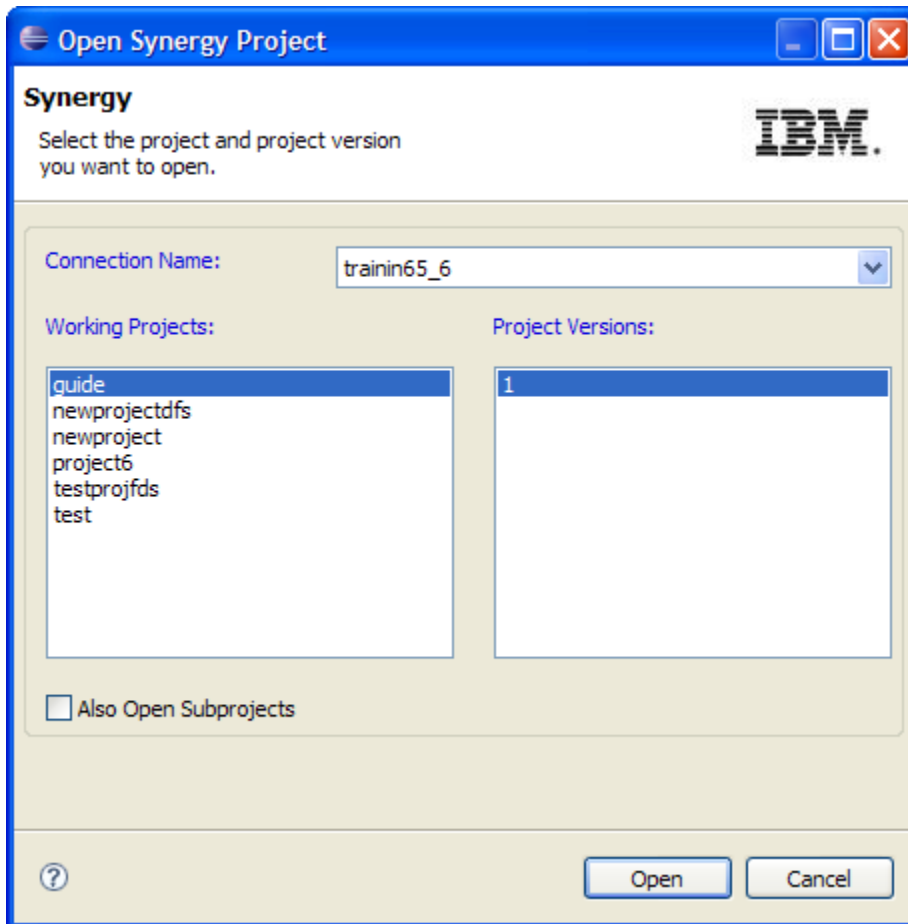 Open Synergy Project
Synergy
Select the project and project version
you want to open.
IBM.
Connection Name:
trainin65_6
Working Projects:
Project Versions:
guide
newprojectdfs
newproject
project6
testprojfds
test
1
Also Open Subprojects
?
Open
Cancel